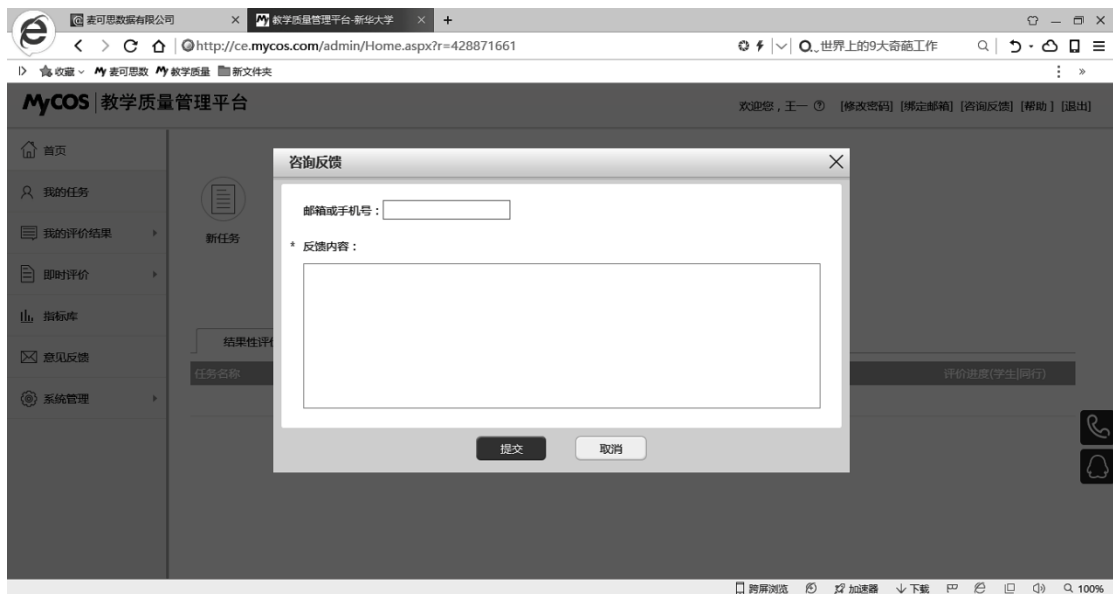 麦可思数据有限公司
教学质量管理平台-新华大学
http://ce.mycos.com/admin/Home.aspx?r=428871661
世界上的9大奇葩工作
收藏 麦可思数 教学质量 新文件夹
MyCOS 教学质量管理平台
欢迎您，王一 [修改密码] [绑定邮箱] [咨询反馈] [帮助 ] [退出]
首页
我的任务
我的评价结果
即时评价
指标库
意见反馈
系统管理
新任务
结果性评
任务名称
评价进度(学生|同行)
咨询反馈
邮箱或手机号：
* 反馈内容：
提交 取消
跨屏浏览 加速器 下载 100%